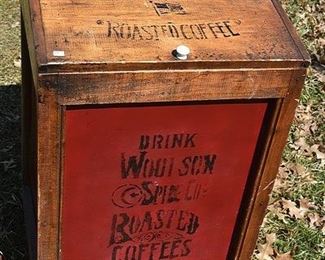 "ROASTED COFFEE"
DRINK
WOOLSON
SPICE CO'S
ROASTED
COFFEES